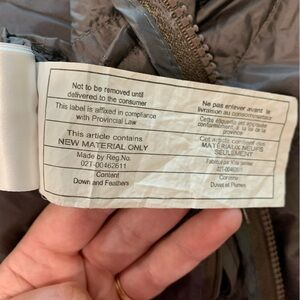 Not to be removed until
delivered to the consumer
This label is affixed in compliance
with Provincial Law
This article contains
NEW MATERIAL ONLY
Made by Reg.No.
02T-00462611
Content
Down and Feathers
Ne pas enlever avant la
livraison au consommateur
Cette étiquette est apposée
conformément à la loi de la
province
Cet article contient des
MATÉRIAUX NEUFS
SEULEMENT
02T-00462611
Contenu
Duvet et Plumes